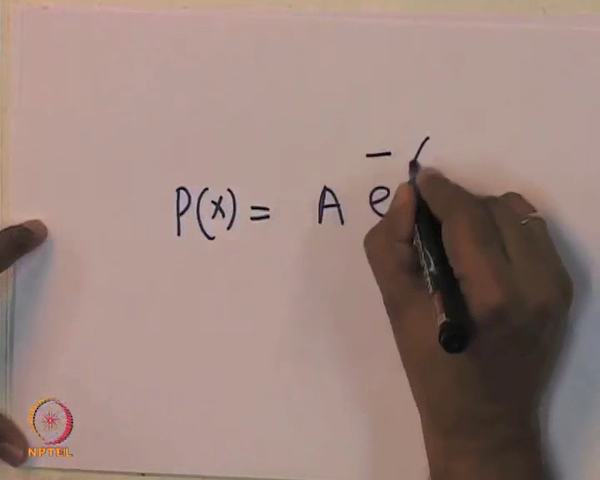 P(x) = A e⁻
NPTEL